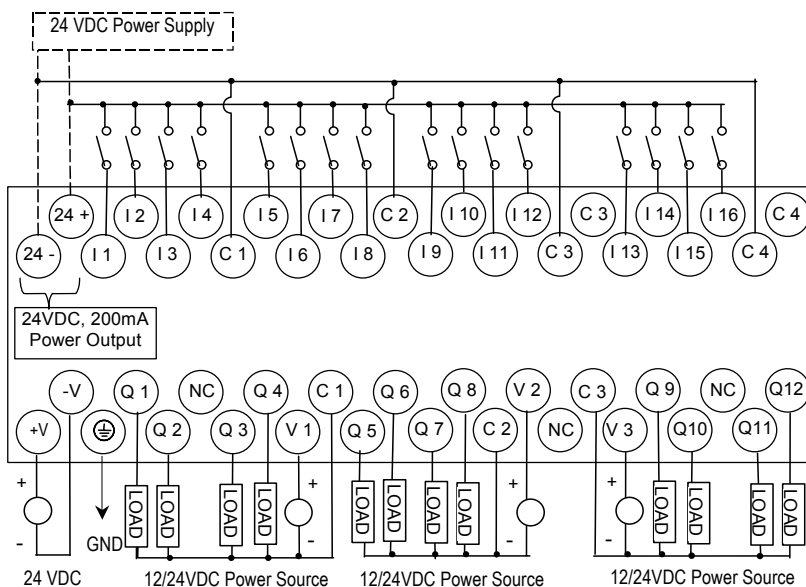 24 VDC Power Supply
24 + I 2 I 4 I 5 I 7 C 2 I 10 I 12 C 3 I 14 I 16 C 4
24 - I 1 I 3 C 1 I 6 I 8 I 9 I 11 C 3 I 13 I 15 C 4
24VDC, 200mA
Power Output
-V Q 1 NC Q 4 C 1 Q 6 Q 8 V 2 C 3 Q 9 NC Q12
+V Q 2 Q 3 V 1 Q 5 Q 7 C 2 NC V 3 Q10 Q11
+ + + +
LOAD LOAD LOAD LOAD LOAD LOAD LOAD LOAD LOAD LOAD LOAD LOAD
- - - -
GND
24 VDC 12/24VDC Power Source 12/24VDC Power Source 12/24VDC Power Source